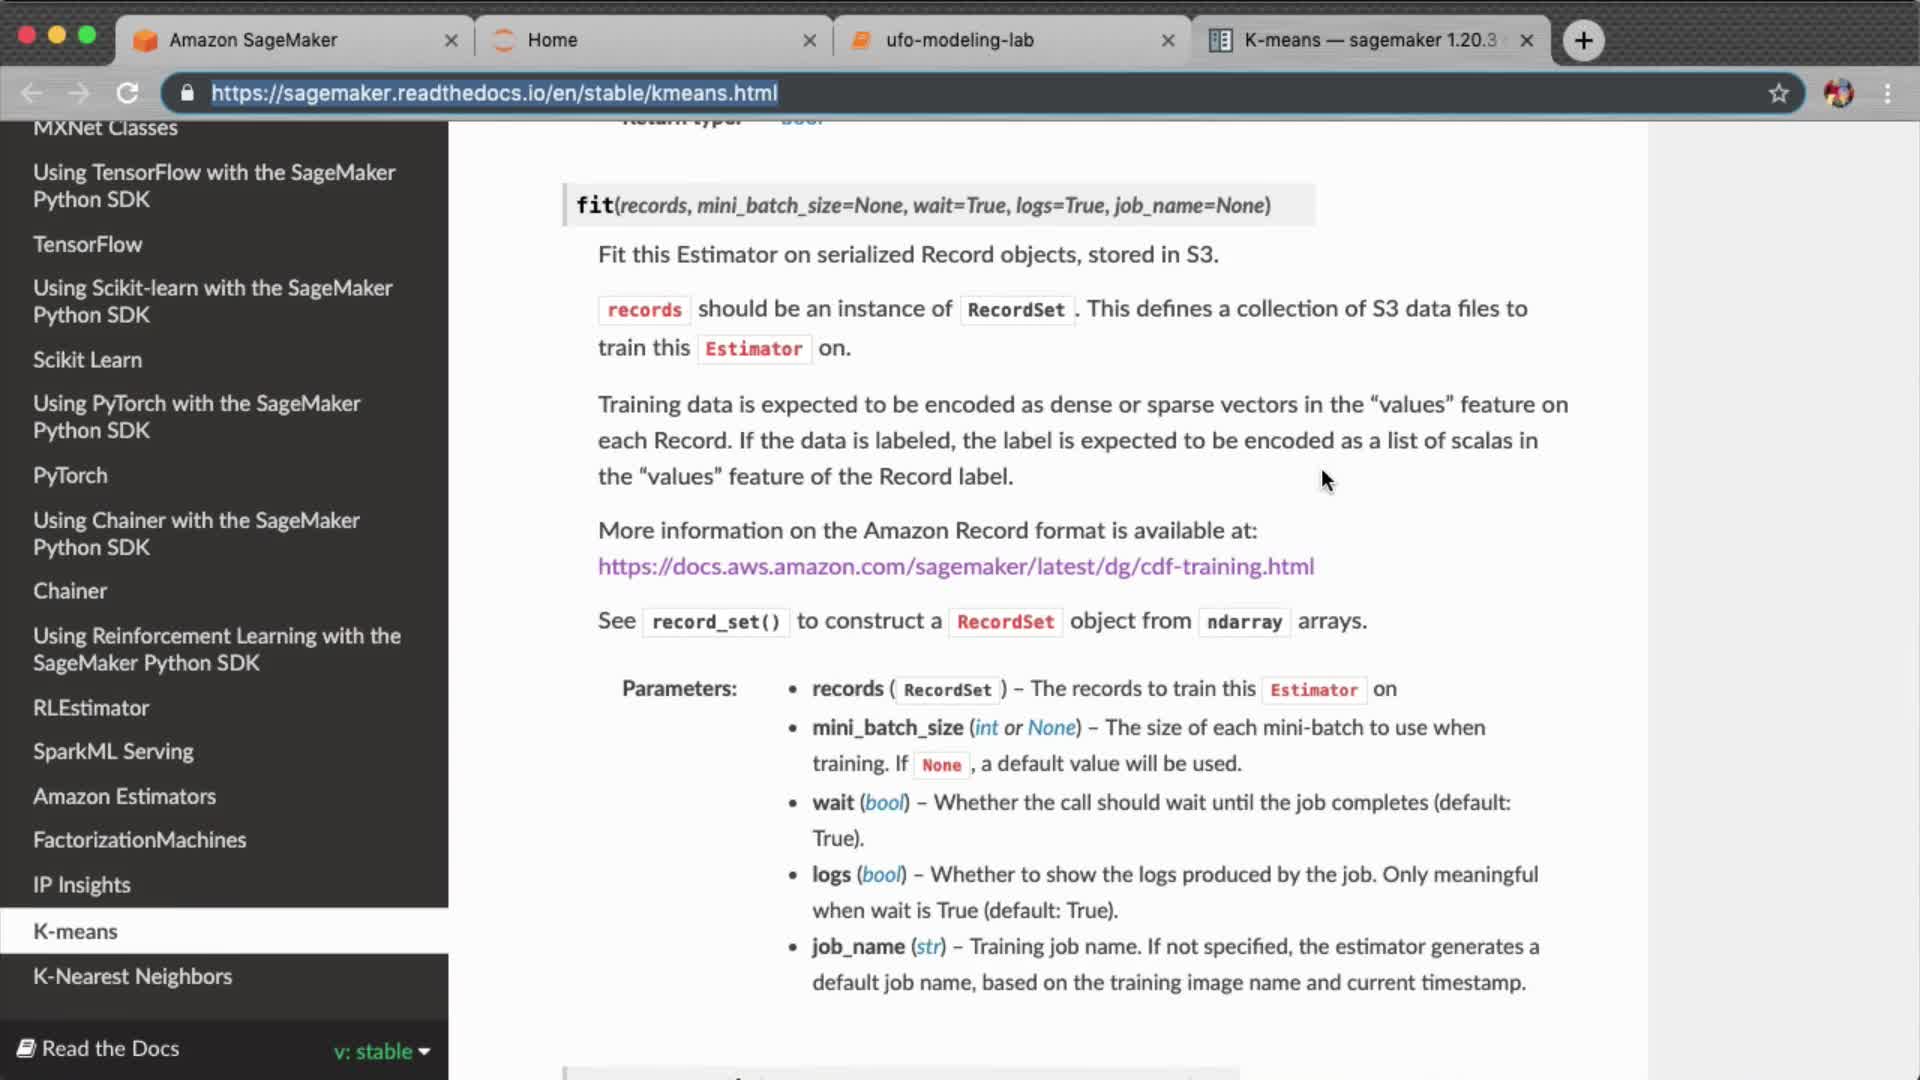 Amazon SageMaker
Home
ufo-modeling-lab
K-means — sagemaker 1.20.3
https://sagemaker.readthedocs.io/en/stable/kmeans.html
MXNet Classes
Using TensorFlow with the SageMaker
Python SDK
TensorFlow
Using Scikit-learn with the SageMaker
Python SDK
Scikit Learn
Using PyTorch with the SageMaker
Python SDK
PyTorch
Using Chainer with the SageMaker
Python SDK
Chainer
Using Reinforcement Learning with the
SageMaker Python SDK
RLEstimator
SparkML Serving
Amazon Estimators
FactorizationMachines
IP Insights
K-means
K-Nearest Neighbors
Read the Docs
v: stable
Return type: bool
fit(records, mini_batch_size=None, wait=True, logs=True, job_name=None)
Fit this Estimator on serialized Record objects, stored in S3.
records should be an instance of RecordSet. This defines a collection of S3 data files to
train this Estimator on.
Training data is expected to be encoded as dense or sparse vectors in the “values” feature on
each Record. If the data is labeled, the label is expected to be encoded as a list of scalas in
the “values” feature of the Record label.
More information on the Amazon Record format is available at:
https://docs.aws.amazon.com/sagemaker/latest/dg/cdf-training.html
See record_set() to construct a RecordSet object from ndarray arrays.
Parameters:
• records (RecordSet) – The records to train this Estimator on
• mini_batch_size (int or None) – The size of each mini-batch to use when
training. If None, a default value will be used.
• wait (bool) – Whether the call should wait until the job completes (default:
True).
• logs (bool) – Whether to show the logs produced by the job. Only meaningful
when wait is True (default: True).
• job_name (str) – Training job name. If not specified, the estimator generates a
default job name, based on the training image name and current timestamp.